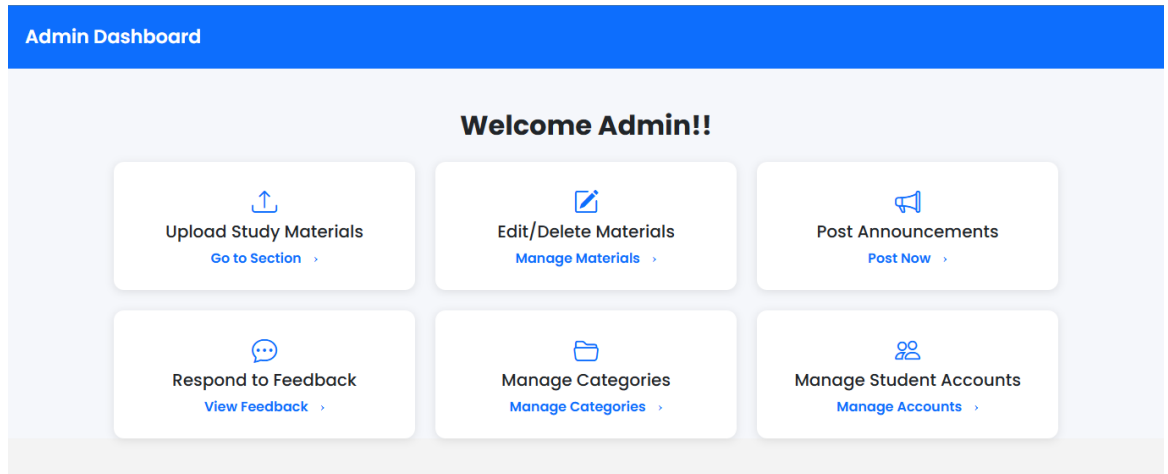 Admin Dashboard
Welcome Admin!!
Upload Study Materials
Go to Section ›
Edit/Delete Materials
Manage Materials ›
Post Announcements
Post Now ›
Respond to Feedback
View Feedback ›
Manage Categories
Manage Categories ›
Manage Student Accounts
Manage Accounts ›